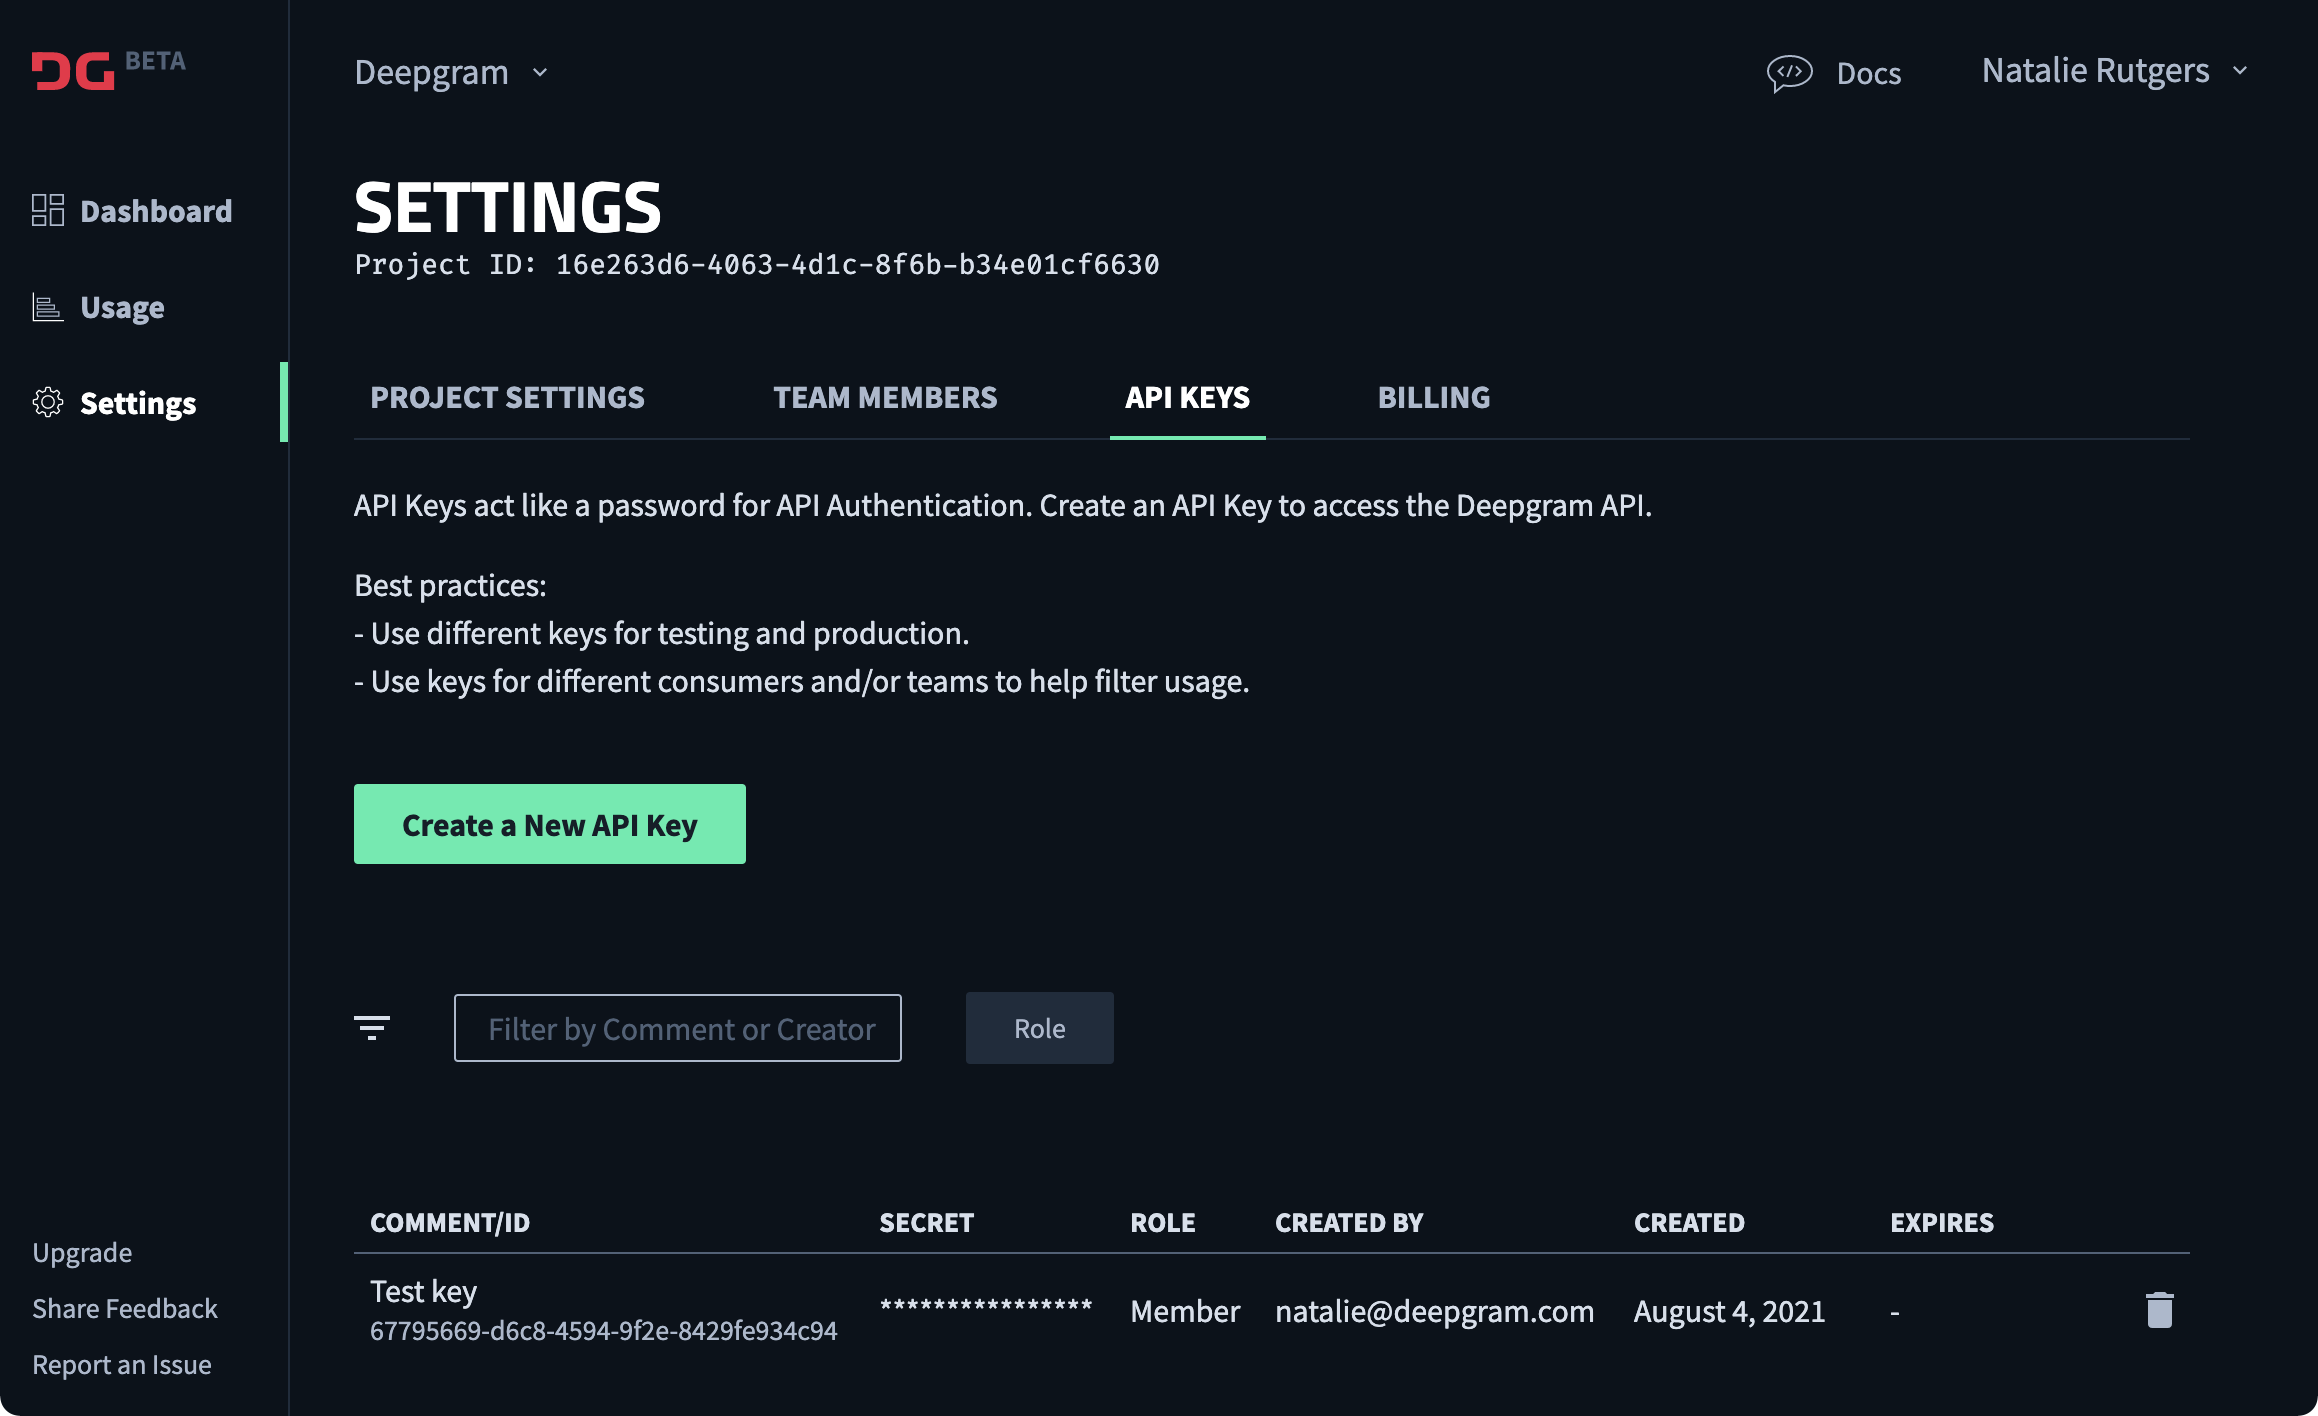 DG BETA
Deepgram
Docs
Natalie Rutgers
Dashboard
Usage
Settings
SETTINGS
Project ID: 16e263d6-4063-4d1c-8f6b-b34e01cf6630
PROJECT SETTINGS
TEAM MEMBERS
API KEYS
BILLING
API Keys act like a password for API Authentication. Create an API Key to access the Deepgram API.
Best practices:
- Use different keys for testing and production.
- Use keys for different consumers and/or teams to help filter usage.
Create a New API Key
Filter by Comment or Creator
Role
COMMENT/ID SECRET ROLE CREATED BY CREATED EXPIRES
Test key
67795669-d6c8-4594-9f2e-8429fe934c94
**************** Member natalie@deepgram.com August 4, 2021 -
Upgrade
Share Feedback
Report an Issue